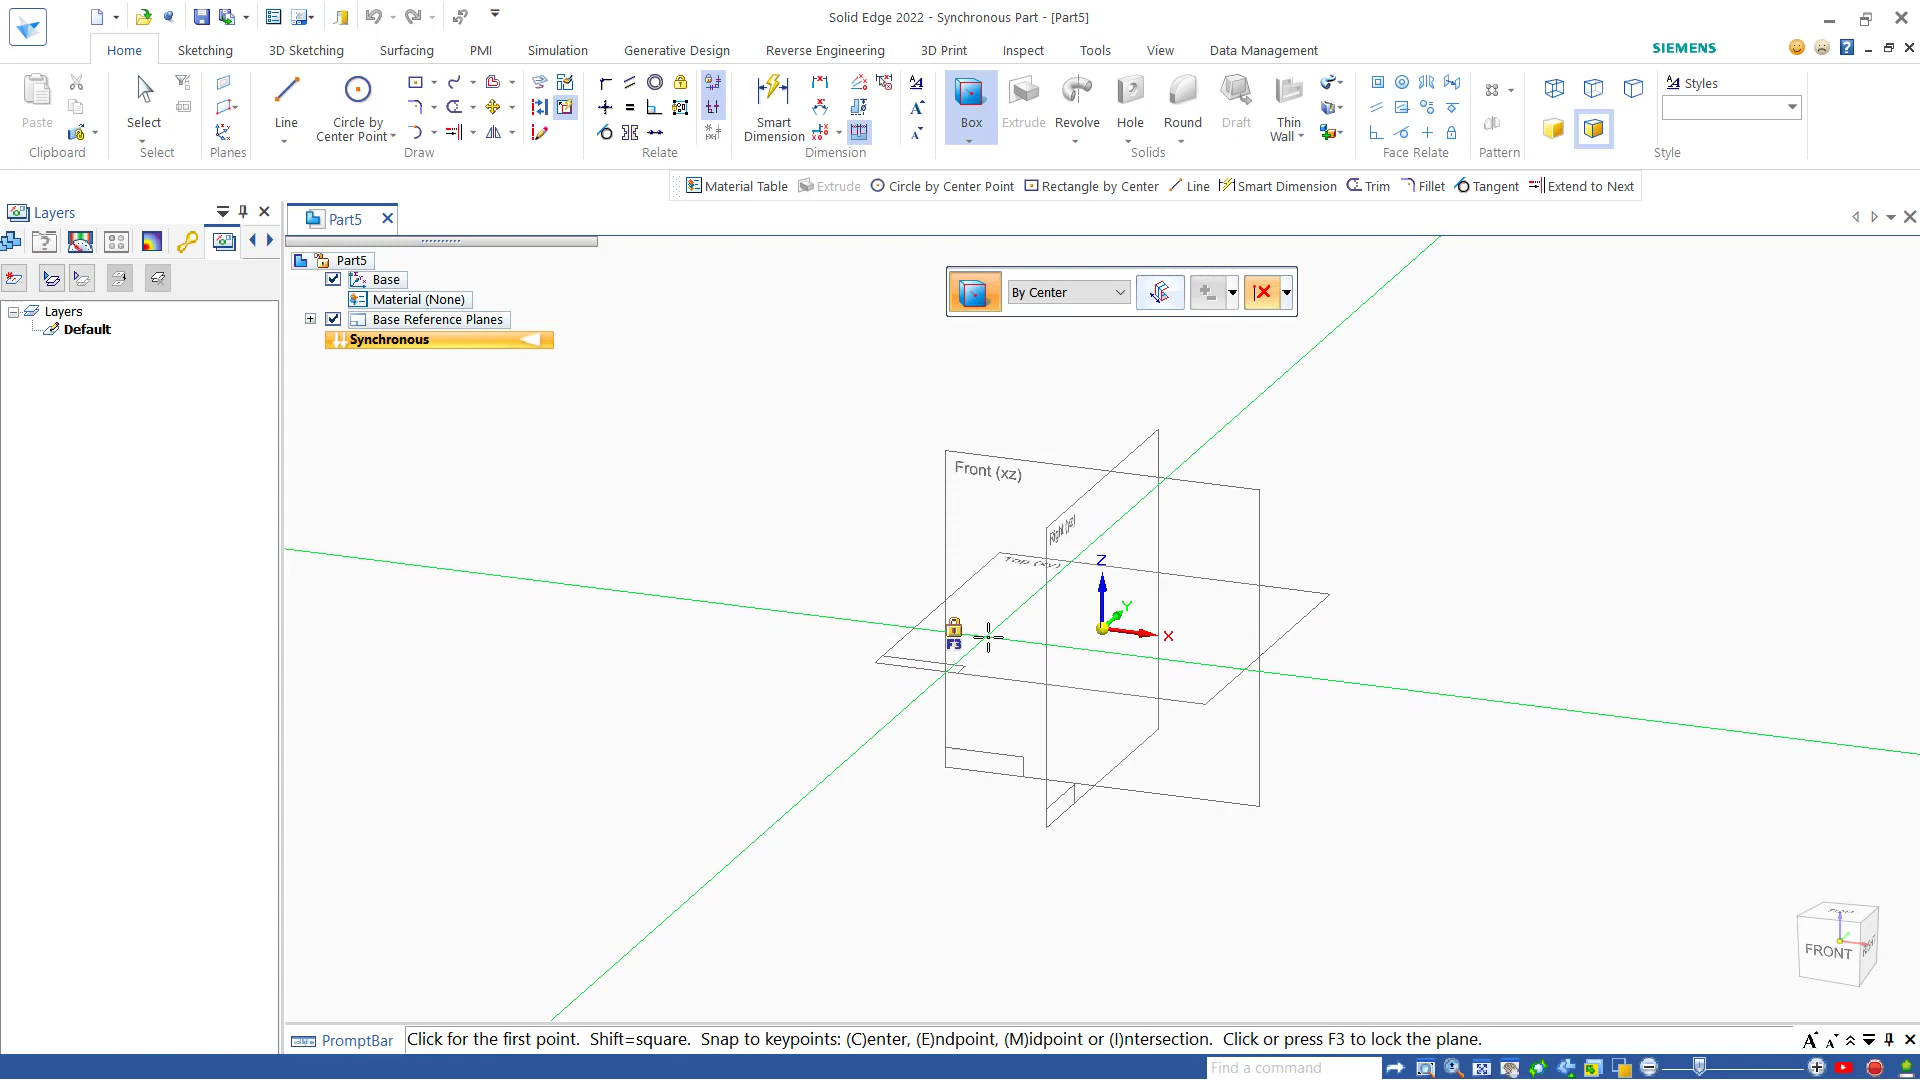 Solid Edge 2022 - Synchronous Part - [Part5]
Home Sketching 3D Sketching Surfacing PMI Simulation Generative Design Reverse Engineering 3D Print Inspect Tools View Data Management SIEMENS
Paste Select Line Circle by Center Point Smart Dimension Box Extrude Revolve Hole Round Draft Thin Wall Styles
Clipboard Select Planes Draw Relate Dimension Solids Face Relate Pattern Style
Material Table Extrude Circle by Center Point Rectangle by Center Line Smart Dimension Trim Fillet Tangent Extend to Next
Layers
Part5
Part5
Base
Material (None)
Base Reference Planes
Synchronous
Layers
Default
By Center
Front (xz)
Right (yz)
Top (xy)
Z
Y
X
F3
TOP
FRONT
RIGHT
PromptBar
Click for the first point. Shift=square. Snap to keypoints: (C)enter, (E)ndpoint, (M)idpoint or (I)ntersection. Click or press F3 to lock the plane.
Find a command